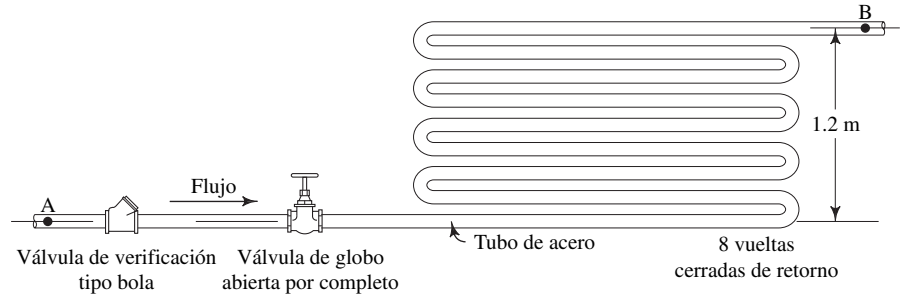 B
1.2 m
Flujo
A
Válvula de verificación
tipo bola
Válvula de globo
abierta por completo
Tubo de acero
8 vueltas
cerradas de retorno